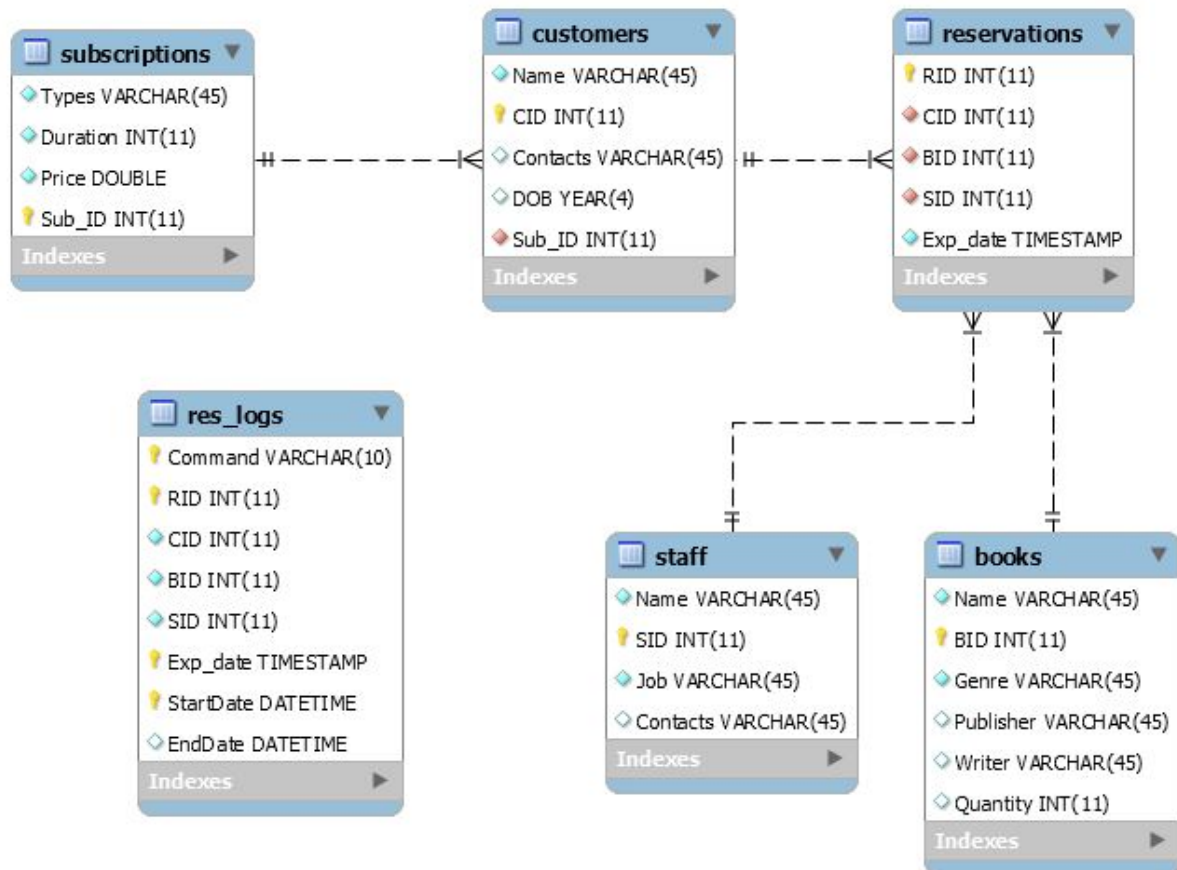 subscriptions
Types VARCHAR(45)
Duration INT(11)
Price DOUBLE
Sub_ID INT(11)
Indexes
customers
Name VARCHAR(45)
CID INT(11)
Contacts VARCHAR(45)
DOB YEAR(4)
Sub_ID INT(11)
Indexes
reservations
RID INT(11)
CID INT(11)
BID INT(11)
SID INT(11)
Exp_date TIMESTAMP
Indexes
res_logs
Command VARCHAR(10)
RID INT(11)
CID INT(11)
BID INT(11)
SID INT(11)
Exp_date TIMESTAMP
StartDate DATETIME
EndDate DATETIME
Indexes
staff
Name VARCHAR(45)
SID INT(11)
Job VARCHAR(45)
Contacts VARCHAR(45)
Indexes
books
Name VARCHAR(45)
BID INT(11)
Genre VARCHAR(45)
Publisher VARCHAR(45)
Writer VARCHAR(45)
Quantity INT(11)
Indexes